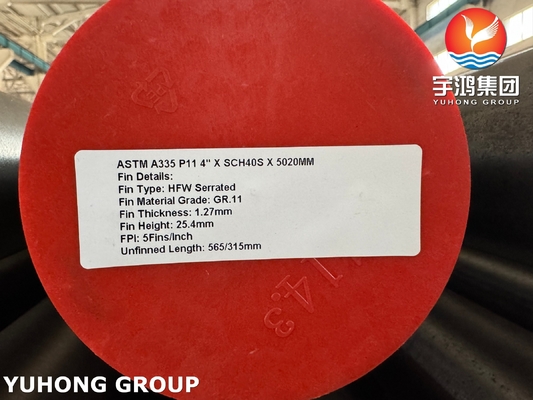 宇鸿集团
YUHONG GROUP
ASTM A335 P11 4" X SCH40S X 5020MM
Fin Details:
Fin Type: HFW Serrated
Fin Material Grade: GR.11
Fin Thickness: 1.27mm
Fin Height: 25.4mm
FPI: 5Fins/Inch
Unfinned Length: 565/315mm
114.3
YUHONG GROUP